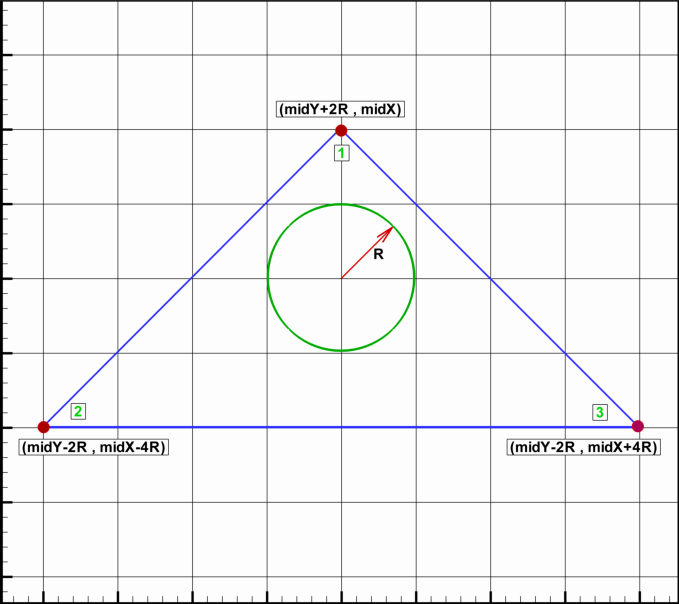 (midY+2R , midX)
1
R
2
3
(midY-2R , midX-4R)
(midY-2R , midX+4R)